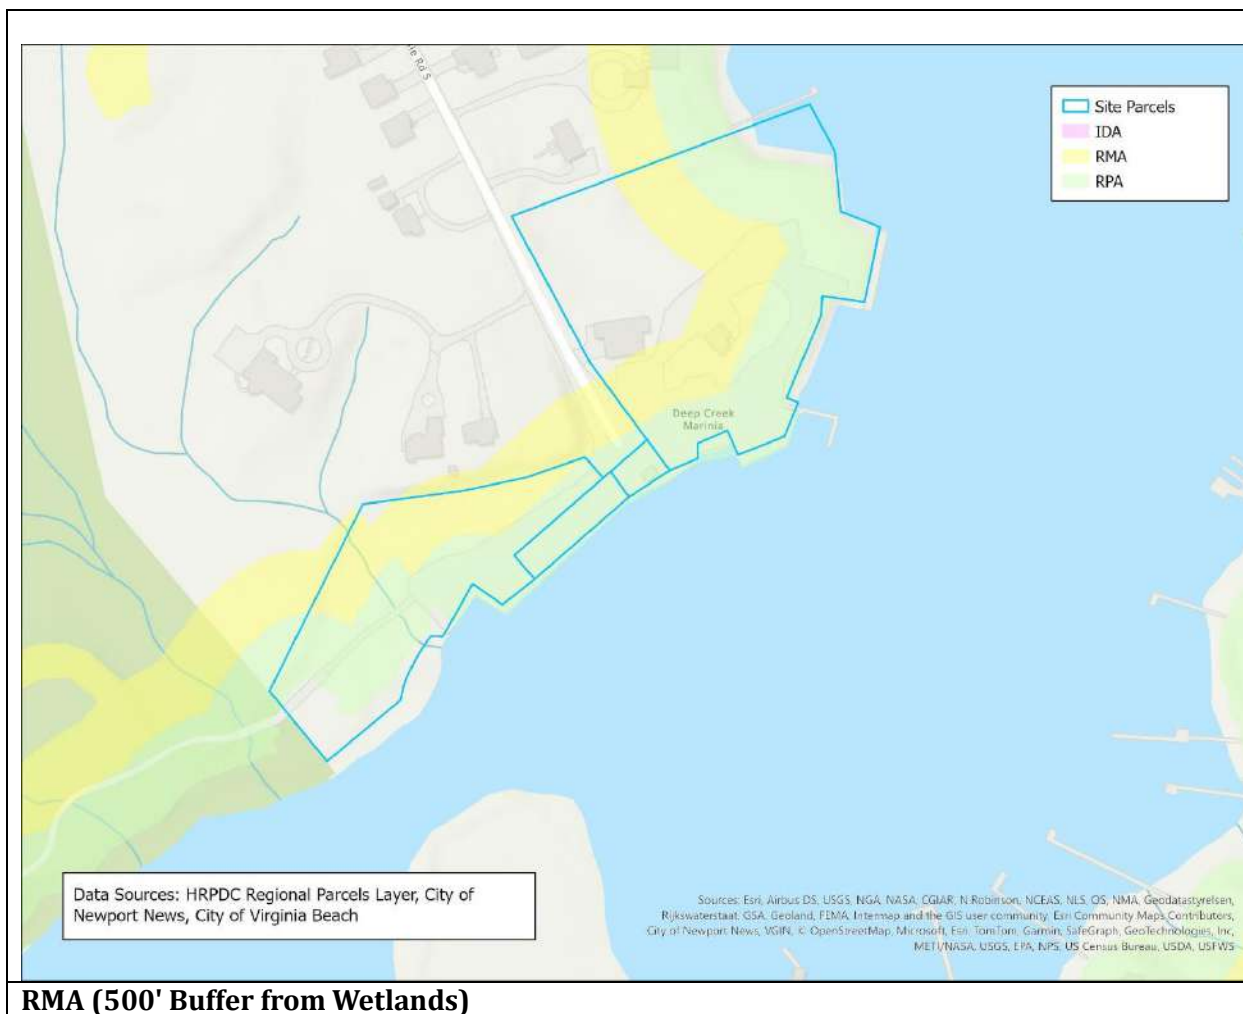 ie Rd S
Site Parcels
IDA
RMA
RPA
Deep Creek
Marinia
Data Sources: HRPDC Regional Parcels Layer, City of
Newport News, City of Virginia Beach
Sources: Esri, Airbus DS, USGS, NGA, NASA, CGIAR, N Robinson, NCEAS, NLS, OS, NMA, Geodatastyrelsen,
Rijkswaterstaat, GSA, Geoland, FEMA, Intermap and the GIS user community, Esri Community Maps Contributors,
City of Newport News, VGIN, © OpenStreetMap, Microsoft, Esri, TomTom, Garmin, SafeGraph, GeoTechnologies, Inc,
METI/NASA, USGS, EPA, NPS, US Census Bureau, USDA, USFWS
RMA (500' Buffer from Wetlands)